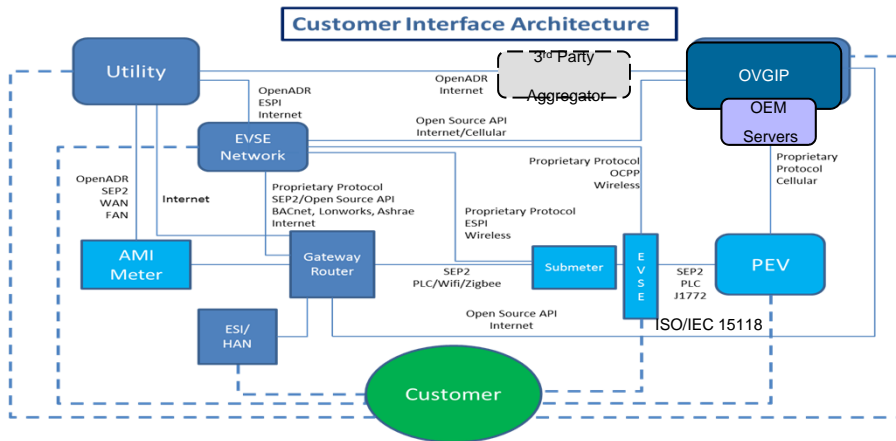 Customer Interface Architecture
Utility
OpenADR
Internet
3rd Party
Aggregator
OVGIP
OEM
Servers
OpenADR
ESPI
Internet
Open Source API
Internet/Cellular
EVSE
Network
Proprietary Protocol
OCPP
Wireless
Proprietary
Protocol
Cellular
OpenADR
SEP2
WAN
FAN
Internet
Proprietary Protocol
SEP2/Open Source API
BACnet, Lonworks, Ashrae
Internet
Proprietary Protocol
ESPI
Wireless
AMI
Meter
Gateway
Router
SEP2
PLC/Wifi/Zigbee
Submeter
E
V
S
E
SEP2
PLC
J1772
PEV
ISO/IEC 15118
ESI/
HAN
Open Source API
Internet
Customer